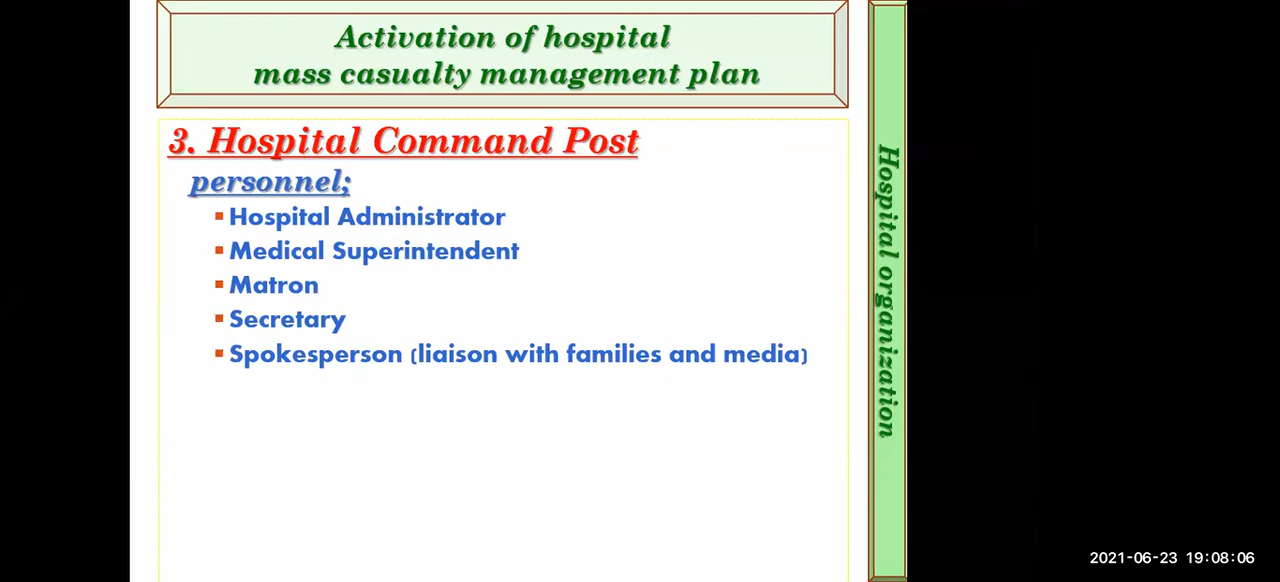 Activation of hospital
mass casualty management plan
3. Hospital Command Post
personnel;
▪ Hospital Administrator
▪ Medical Superintendent
▪ Matron
▪ Secretary
▪ Spokesperson (liaison with families and media)
Hospital organization
2021-06-23 19:08:06